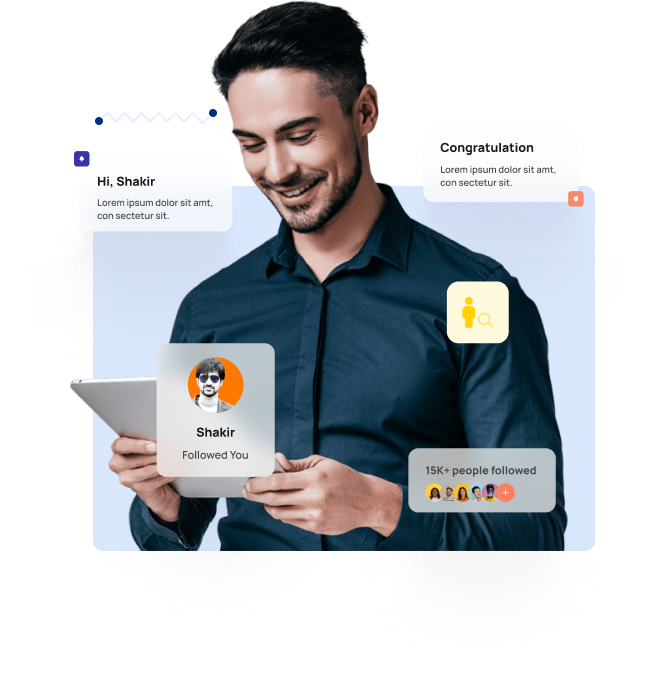 Congratulation
Lorem ipsum dolor sit amt,
con sectetur sit.
Hi, Shakir
Lorem ipsum dolor sit amt,
con sectetur sit.
Shakir
Followed You
15K+ people followed
+